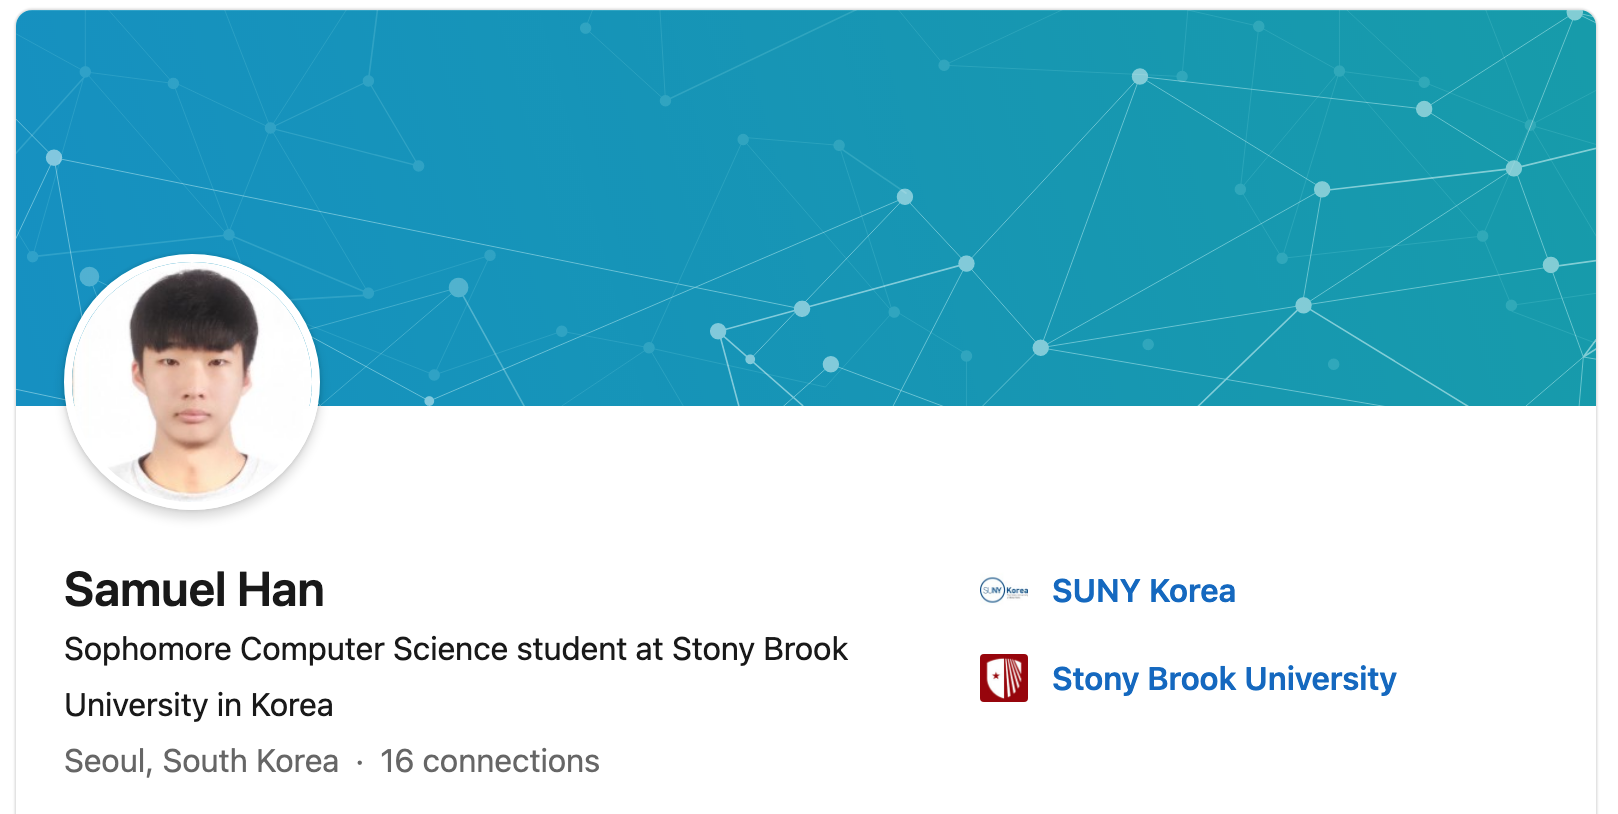 Samuel Han
Sophomore Computer Science student at Stony Brook
University in Korea
Seoul, South Korea · 16 connections
SUNY Korea
SUNY Korea
Stony Brook University